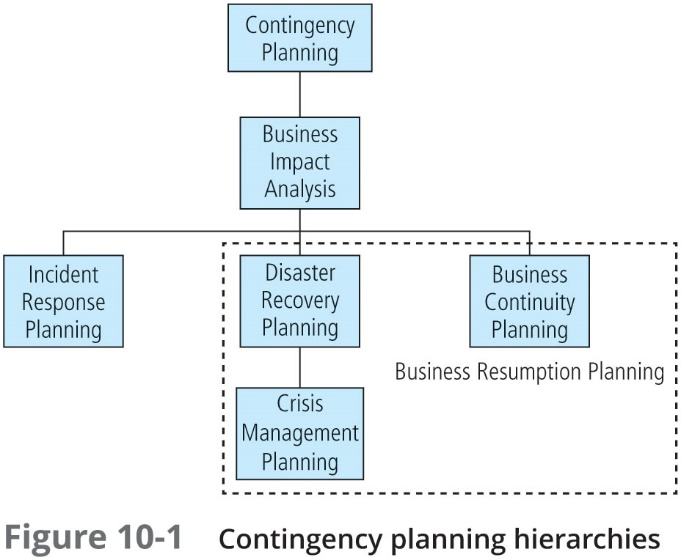 Contingency
Planning
Business
Impact
Analysis
Incident
Response
Planning
Disaster
Recovery
Planning
Business
Continuity
Planning
Business Resumption Planning
Crisis
Management
Planning
Figure 10-1 Contingency planning hierarchies